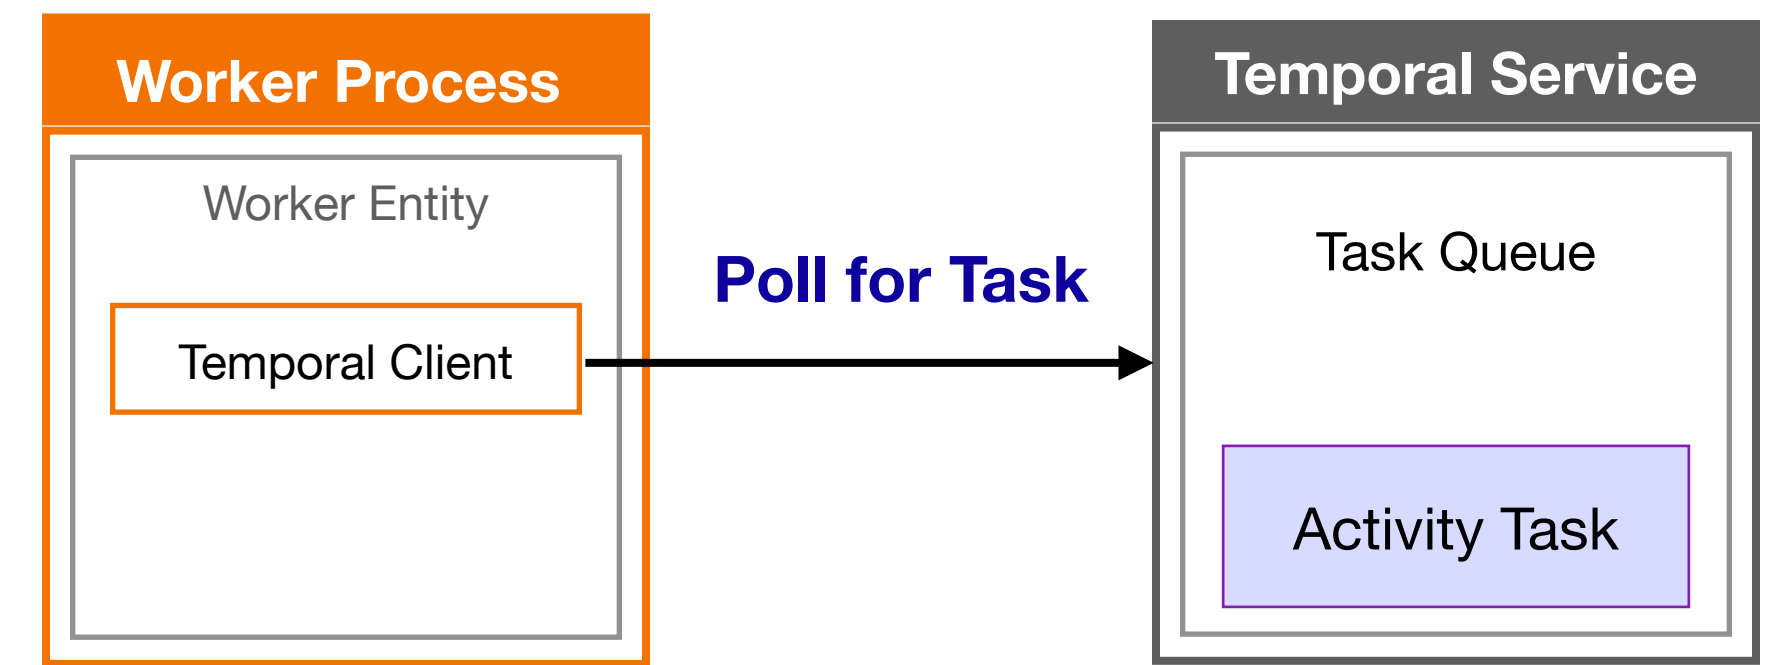 Worker Process
Worker Entity
Temporal Client
Poll for Task
Temporal Service
Task Queue
Activity Task